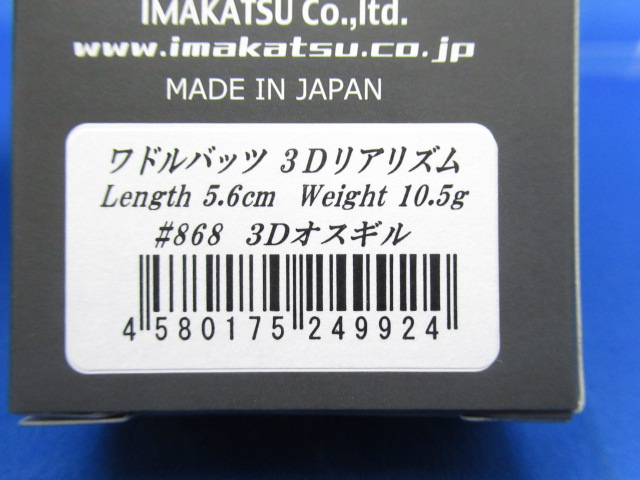 IMAKATSU Co.,ltd.
www.imakatsu.co.jp
MADE IN JAPAN
ワドルバッツ 3Dリアリズム
Length 5.6cm Weight 10.5g
#868 3Dオスギル
4 580175 249924